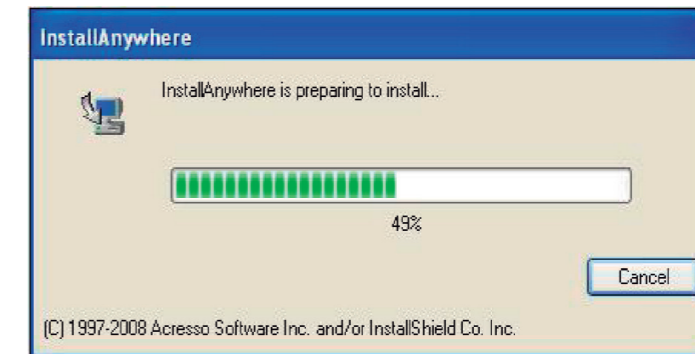 InstallAnywhere
InstallAnywhere is preparing to install...
49%
Cancel
(C) 1997-2008 Acresso Software Inc. and/or InstallShield Co. Inc.